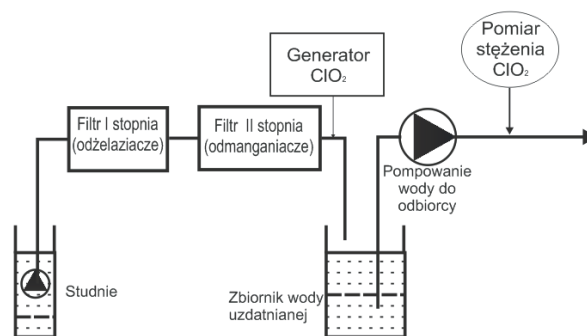 Generator
ClO₂
Pomiar
stężenia
ClO₂
Filtr I stopnia
(odżelaziacze)
Filtr II stopnia
(odmanganiacze)
Pompowanie
wody do
odbiorcy
Studnie
Zbiornik wody
uzdatnianej